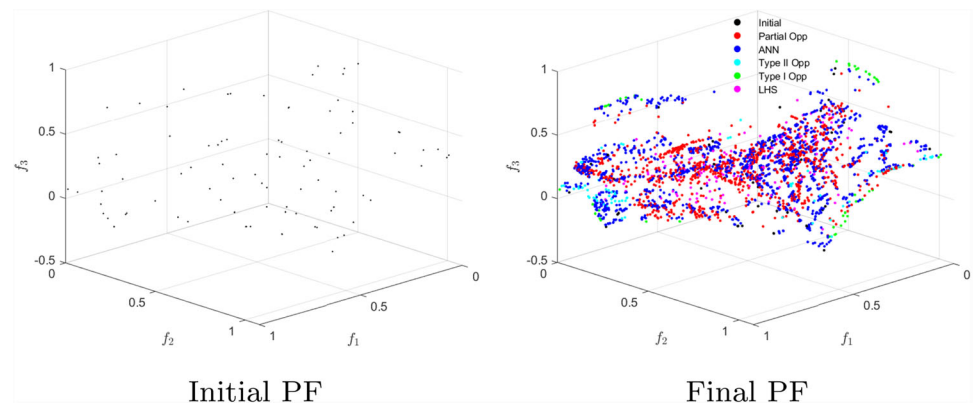 1
0.5
f3
0
-0.5
0
0.5
f2
1
1
0.5
f1
0
Initial PF
Initial
Partial Opp
ANN
Type II Opp
Type I Opp
LHS
1
0.5
f3
0
-0.5
0
0.5
f2
1
1
0.5
f1
0
Final PF